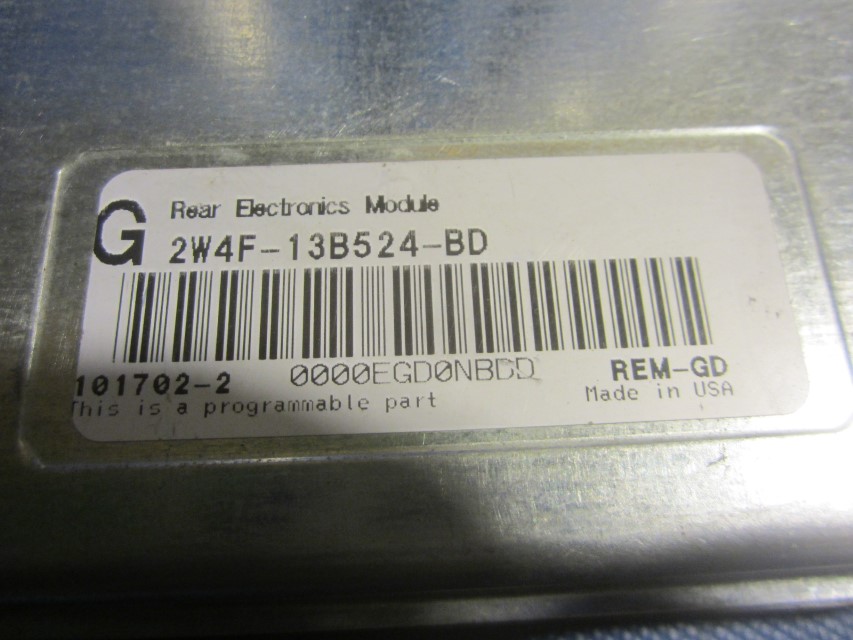 G
Rear Electronics Module
2W4F-13B524-BD
101702-2
0000EGD0NBDD
REM-GD
This is a programmable part
Made in USA